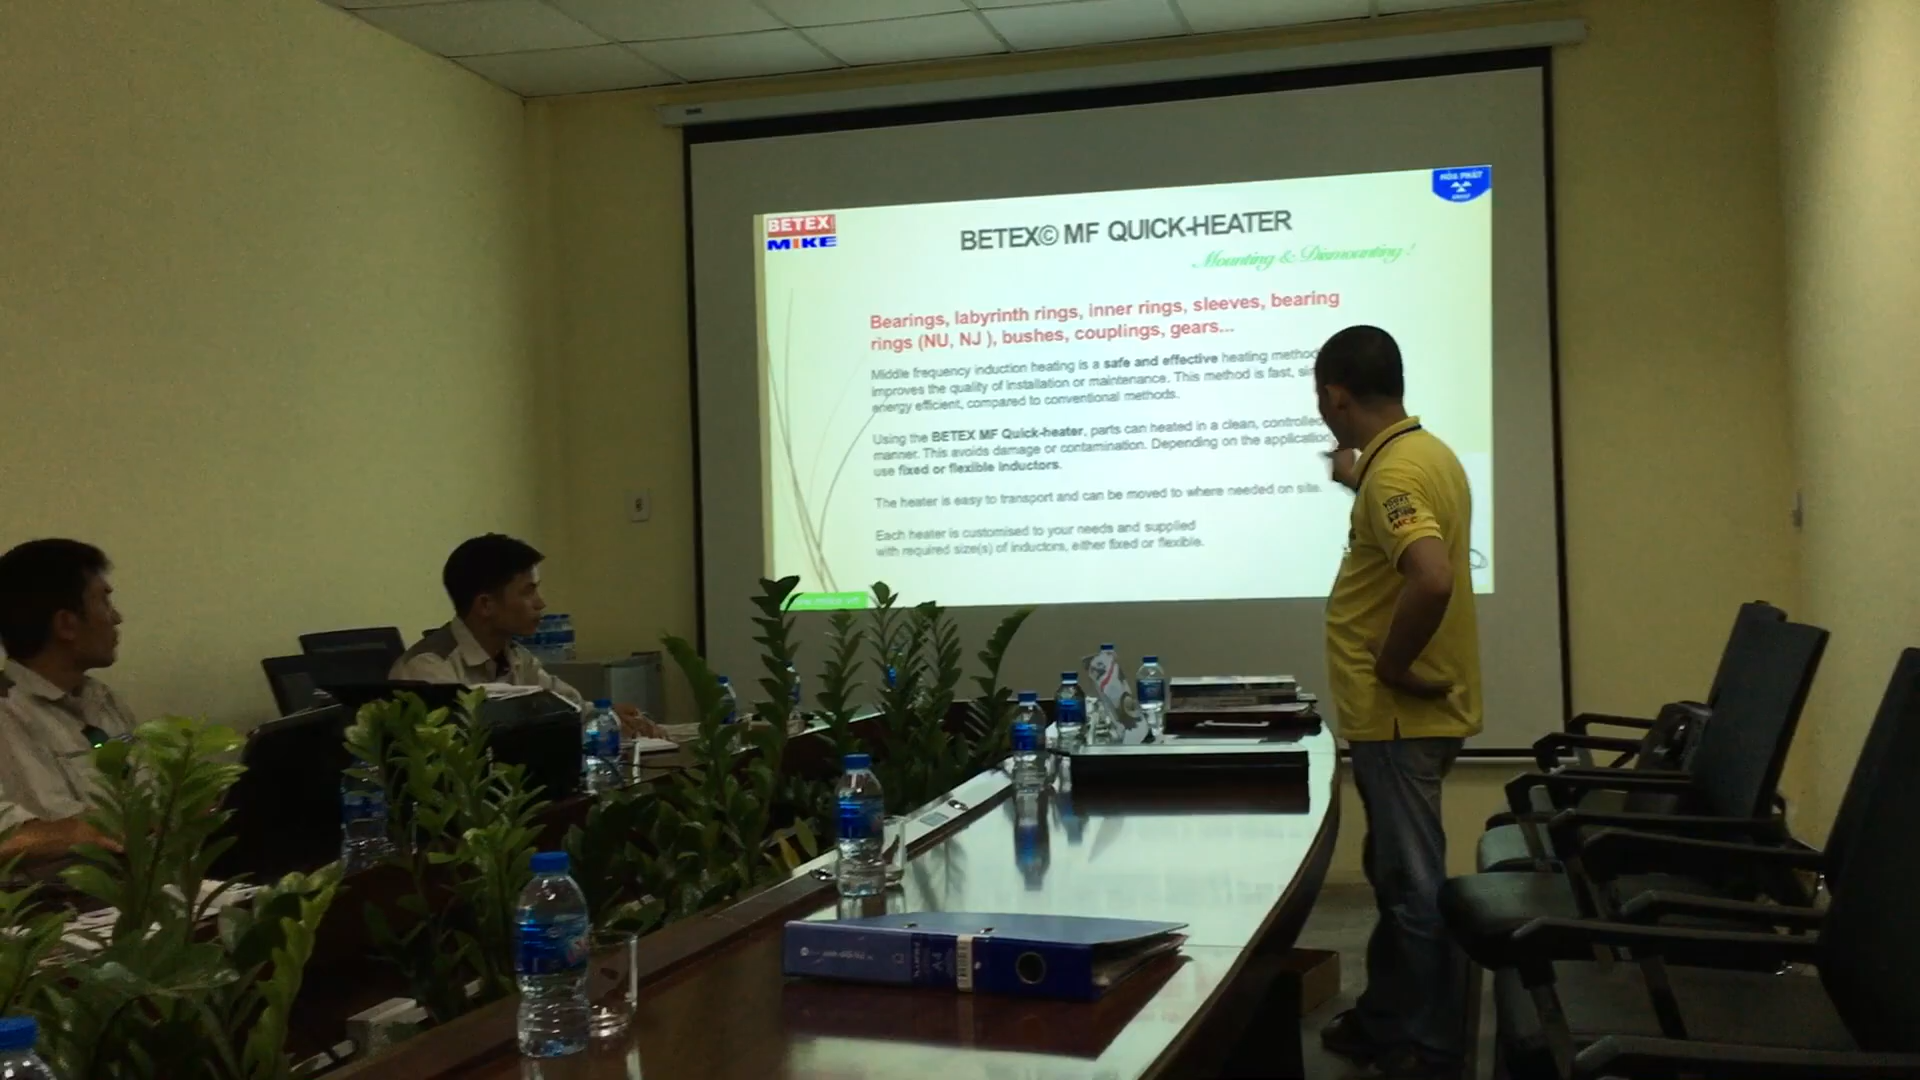 BETEX
MIKE
HÒA PHÁT
BETEX© MF QUICK-HEATER
Mounting & Dismounting !
Bearings, labyrinth rings, inner rings, sleeves, bearing
rings (NU, NJ ), bushes, couplings, gears...
Middle frequency induction heating is a safe and effective heating method
improves the quality of installation or maintenance. This method is fast,
energy efficient, compared to conventional methods.
Using the BETEX MF Quick-heater, parts can heated in a clean, controlled
manner. This avoids damage or contamination. Depending on the application
use fixed or flexible inductors.
The heater is easy to transport and can be moved to where needed on site.
Each heater is customised to your needs and supplied
with required size(s) of inductors, either fixed or flexible.
A4